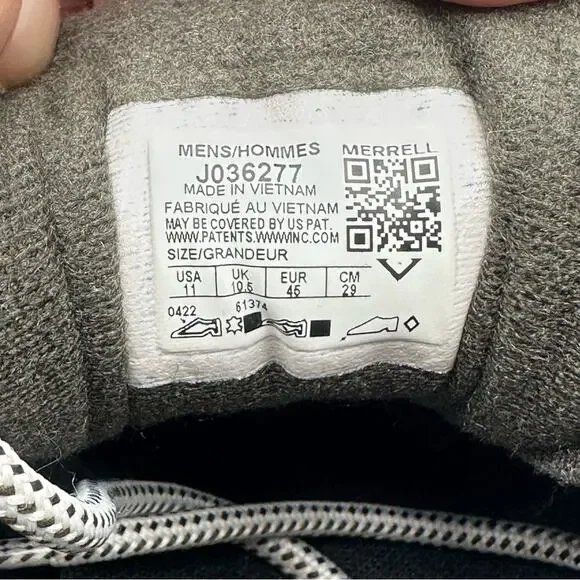 MENS/HOMMES MERRELL
J036277
MADE IN VIETNAM
FABRIQUÉ AU VIETNAM
MAY BE COVERED BY US PAT.
WWW.PATENTS.WWWINC.COM
SIZE/GRANDEUR
USA UK EUR CM
11 10.5 45 29
0422 61374